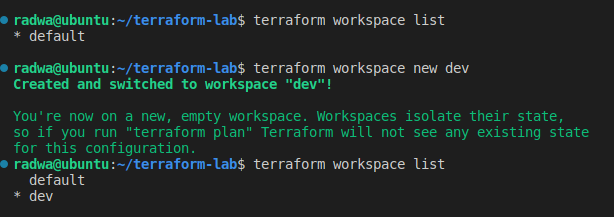 radwa@ubuntu:~/terraform-lab$ terraform workspace list
* default
radwa@ubuntu:~/terraform-lab$ terraform workspace new dev
Created and switched to workspace "dev"!
You're now on a new, empty workspace. Workspaces isolate their state,
so if you run "terraform plan" Terraform will not see any existing state
for this configuration.
radwa@ubuntu:~/terraform-lab$ terraform workspace list
  default
* dev